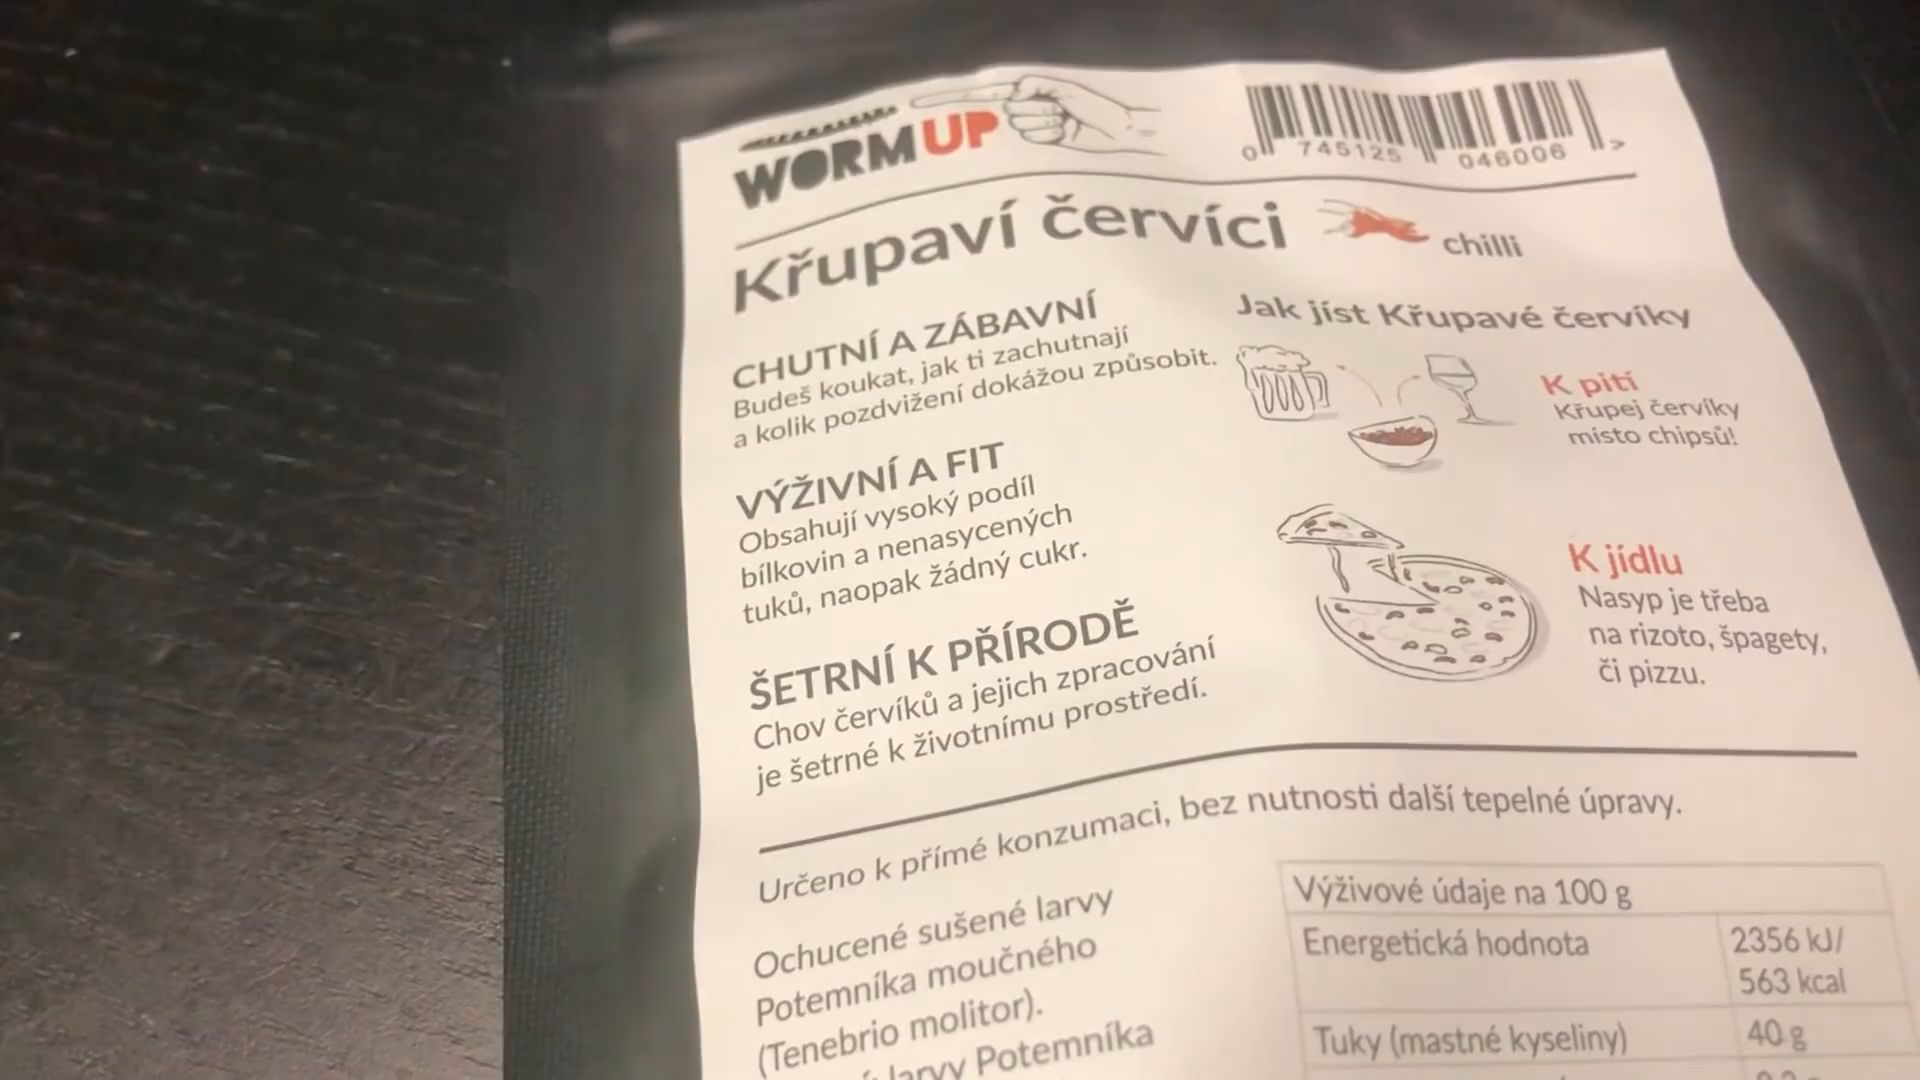 WORMUP
0 745125 046006 >
Křupaví červíci
chilli
CHUTNÍ A ZÁBAVNÍ
Budeš koukat, jak ti zachutnají
a kolik pozdvižení dokážou způsobit.
VÝŽIVNÍ A FIT
Obsahují vysoký podíl
bílkovin a nenasycených
tuků, naopak žádný cukr.
ŠETRNÍ K PŘÍRODĚ
Chov červíků a jejich zpracování
je šetrné k životnímu prostředí.
Jak jíst Křupavé červíky
K pití
Křupej červíky
místo chipsů!
K jídlu
Nasyp je třeba
na rizoto, špagety,
či pizzu.
Určeno k přímé konzumaci, bez nutnosti další tepelné úpravy.
Ochucené sušené larvy
Potemníka moučného
(Tenebrio molitor).
larvy Potemníka
Výživové údaje na 100 g
Energetická hodnota 2356 kJ/
563 kcal
Tuky (mastné kyseliny) 40 g